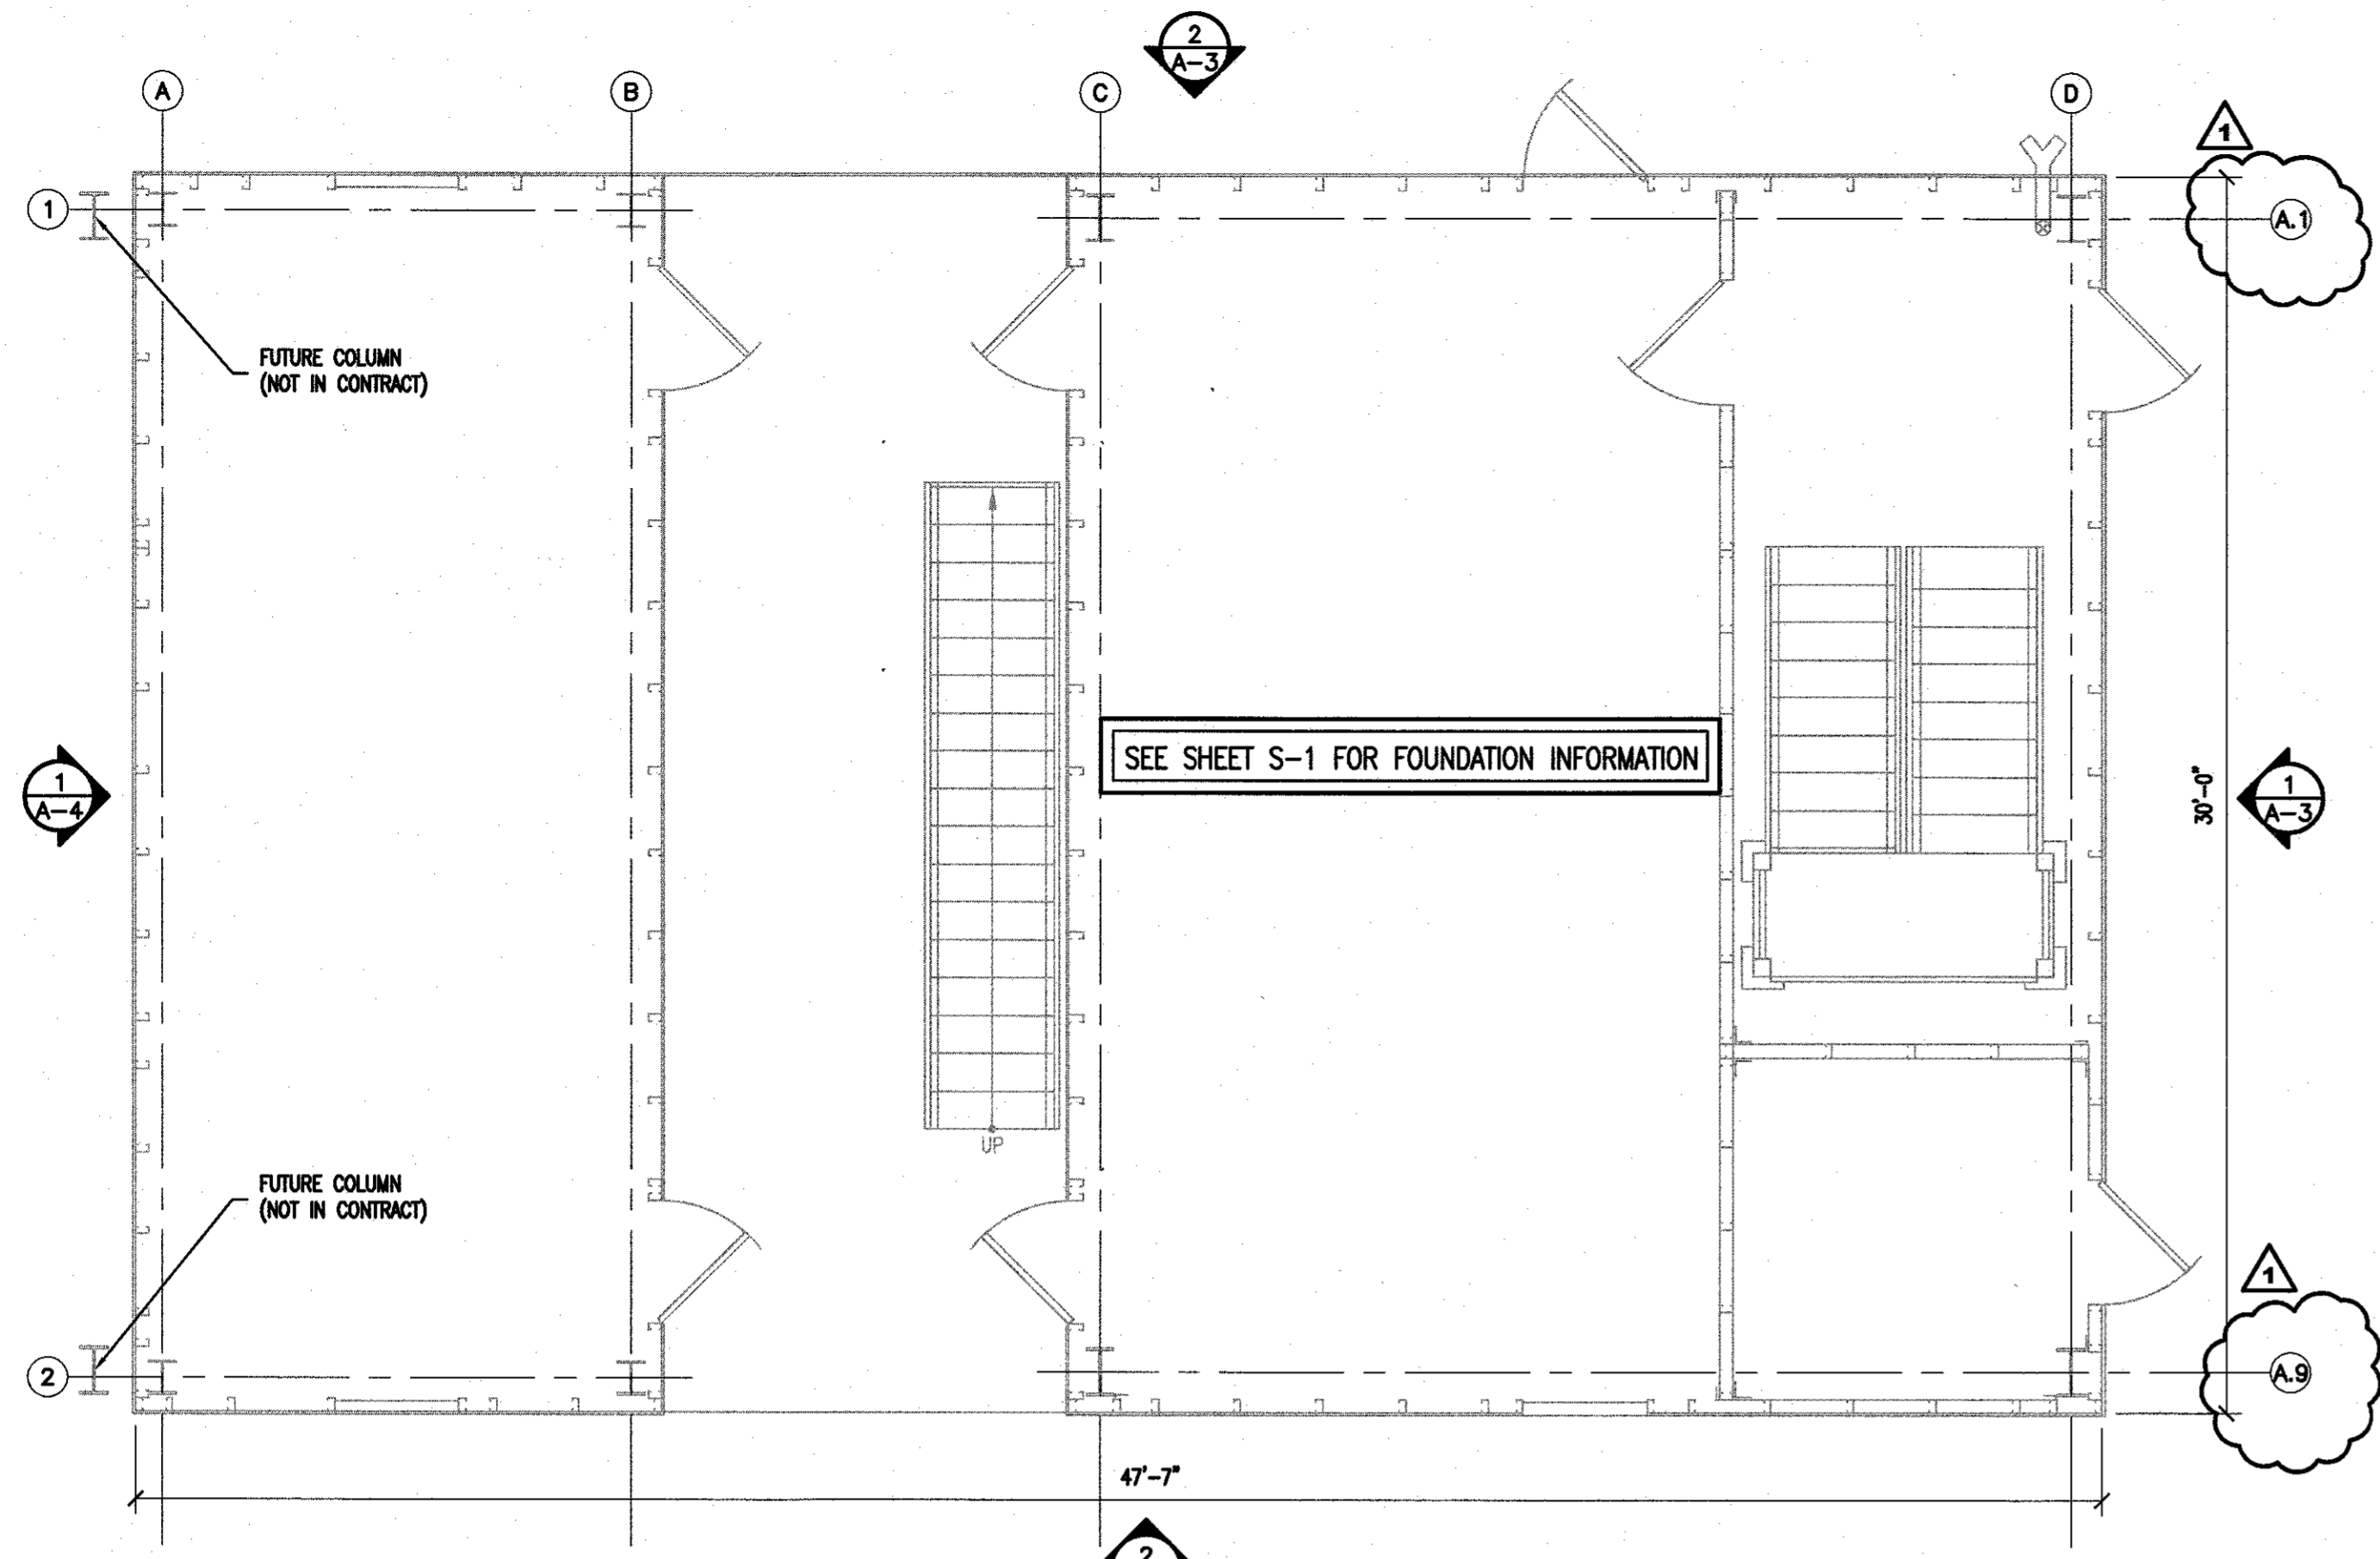 2
A-3
A
B
C
D
1
1
A.1
FUTURE COLUMN
(NOT IN CONTRACT)
SEE SHEET S-1 FOR FOUNDATION INFORMATION
1
A-4
30'-0"
1
A-3
UP
FUTURE COLUMN
(NOT IN CONTRACT)
1
2
A.9
47'-7"
2